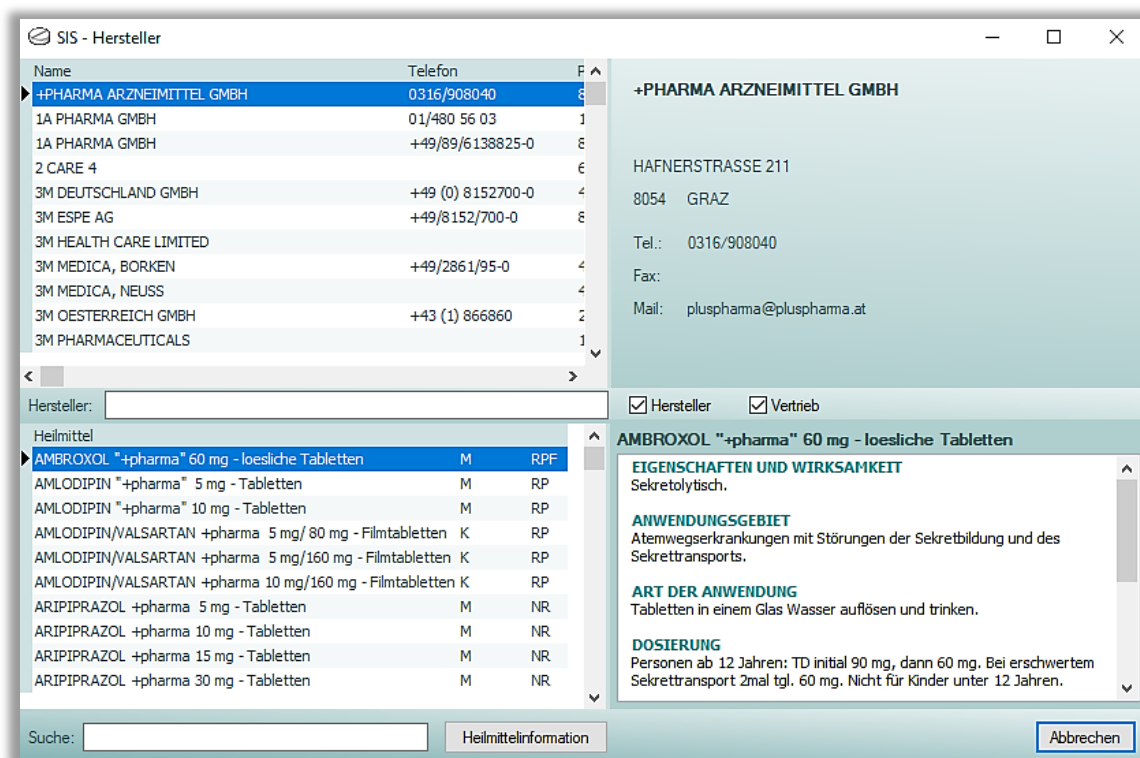 SIS - Hersteller
Name Telefon P
+PHARMA ARZNEIMITTEL GMBH 0316/908040 8
1A PHARMA GMBH 01/480 56 03 1
1A PHARMA GMBH +49/89/6138825-0 8
2 CARE 4 6
3M DEUTSCHLAND GMBH +49 (0) 8152700-0 4
3M ESPE AG +49/8152/700-0 8
3M HEALTH CARE LIMITED
3M MEDICA, BORKEN +49/2861/95-0 4
3M MEDICA, NEUSS 4
3M OESTERREICH GMBH +43 (1) 866860 2
3M PHARMACEUTICALS 1
+PHARMA ARZNEIMITTEL GMBH
HAFNERSTRASSE 211
8054 GRAZ
Tel.: 0316/908040
Fax:
Mail: pluspharma@pluspharma.at
Hersteller:
Hersteller Vertrieb
Heilmittel
AMBROXOL "+pharma" 60 mg - loesliche Tabletten M RPF
AMLODIPIN "+pharma" 5 mg - Tabletten M RP
AMLODIPIN "+pharma" 10 mg - Tabletten M RP
AMLODIPIN/VALSARTAN +pharma 5 mg/ 80 mg - Filmtabletten K RP
AMLODIPIN/VALSARTAN +pharma 5 mg/160 mg - Filmtabletten K RP
AMLODIPIN/VALSARTAN +pharma 10 mg/160 mg - Filmtabletten K RP
ARIPIPRAZOL +pharma 5 mg - Tabletten M NR
ARIPIPRAZOL +pharma 10 mg - Tabletten M NR
ARIPIPRAZOL +pharma 15 mg - Tabletten M NR
ARIPIPRAZOL +pharma 30 mg - Tabletten M NR
AMBROXOL "+pharma" 60 mg - loesliche Tabletten
EIGENSCHAFTEN UND WIRKSAMKEIT
Sekretolytisch.
ANWENDUNGSGEBIET
Atemwegserkrankungen mit Störungen der Sekretbildung und des
Sekrettransports.
ART DER ANWENDUNG
Tabletten in einem Glas Wasser auflösen und trinken.
DOSIERUNG
Personen ab 12 Jahren: TD initial 90 mg, dann 60 mg. Bei erschwertem
Sekrettransport 2mal tgl. 60 mg. Nicht für Kinder unter 12 Jahren.
Suche:
Heilmittelinformation
Abbrechen